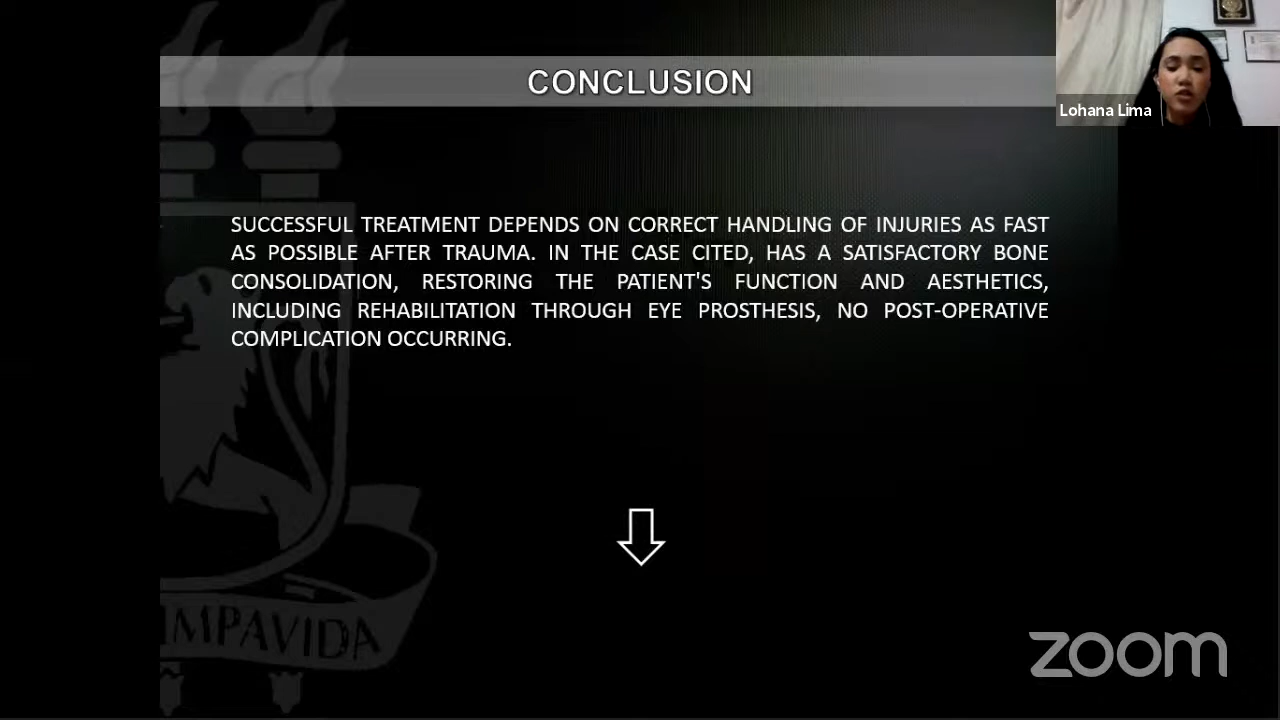 CONCLUSION
Lohana Lima
SUCCESSFUL TREATMENT DEPENDS ON CORRECT HANDLING OF INJURIES AS FAST
AS POSSIBLE AFTER TRAUMA. IN THE CASE CITED, HAS A SATISFACTORY BONE
CONSOLIDATION, RESTORING THE PATIENT'S FUNCTION AND AESTHETICS,
INCLUDING REHABILITATION THROUGH EYE PROSTHESIS, NO POST-OPERATIVE
COMPLICATION OCCURRING.
IMPAVIDA
zoom